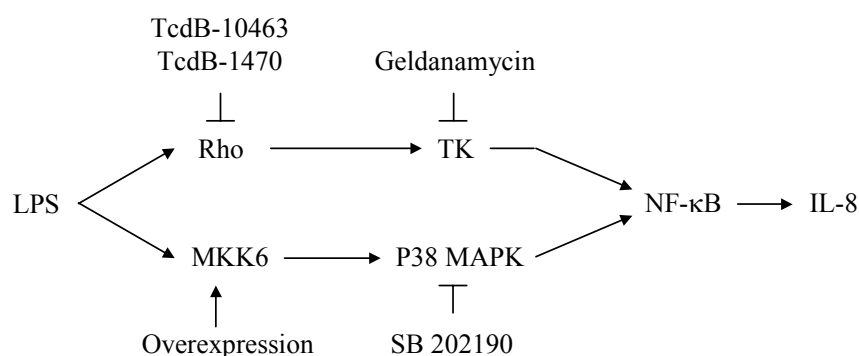 TcdB-10463
TcdB-1470
Geldanamycin
Rho
TK
LPS
NF-κB
IL-8
MKK6
P38 MAPK
Overexpression
SB 202190